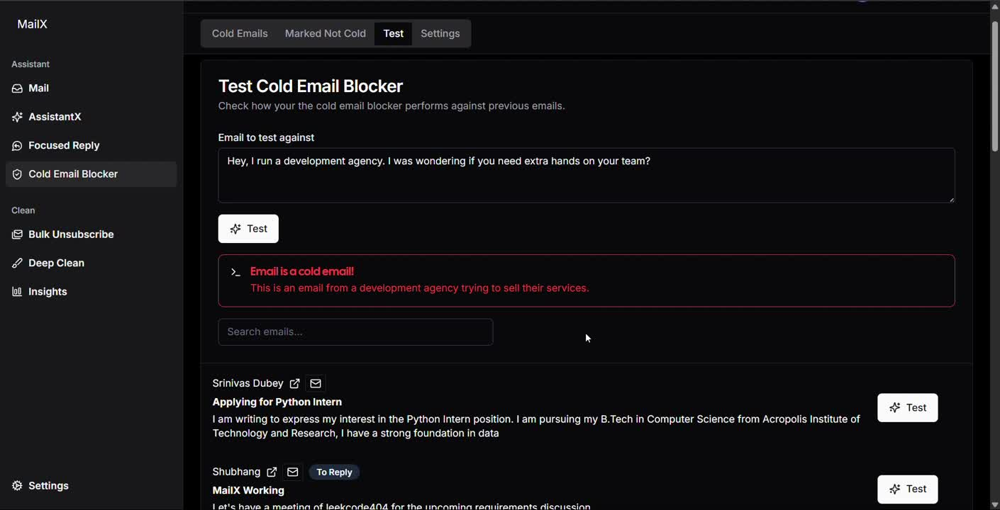 MailX
Assistant
Mail
AssistantX
Focused Reply
Cold Email Blocker
Clean
Bulk Unsubscribe
Deep Clean
Insights
Settings
Cold Emails Marked Not Cold Test Settings
Test Cold Email Blocker
Check how your the cold email blocker performs against previous emails.
Email to test against
Hey, I run a development agency. I was wondering if you need extra hands on your team?
Test
Email is a cold email!
This is an email from a development agency trying to sell their services.
Search emails...
Srinivas Dubey
Applying for Python Intern
I am writing to express my interest in the Python Intern position. I am pursuing my B.Tech in Computer Science from Acropolis Institute of
Technology and Research, I have a strong foundation in data
Test
Shubhang To Reply
MailX Working
Let's have a meeting of leekcode404 for the upcoming requirements discussion
Test